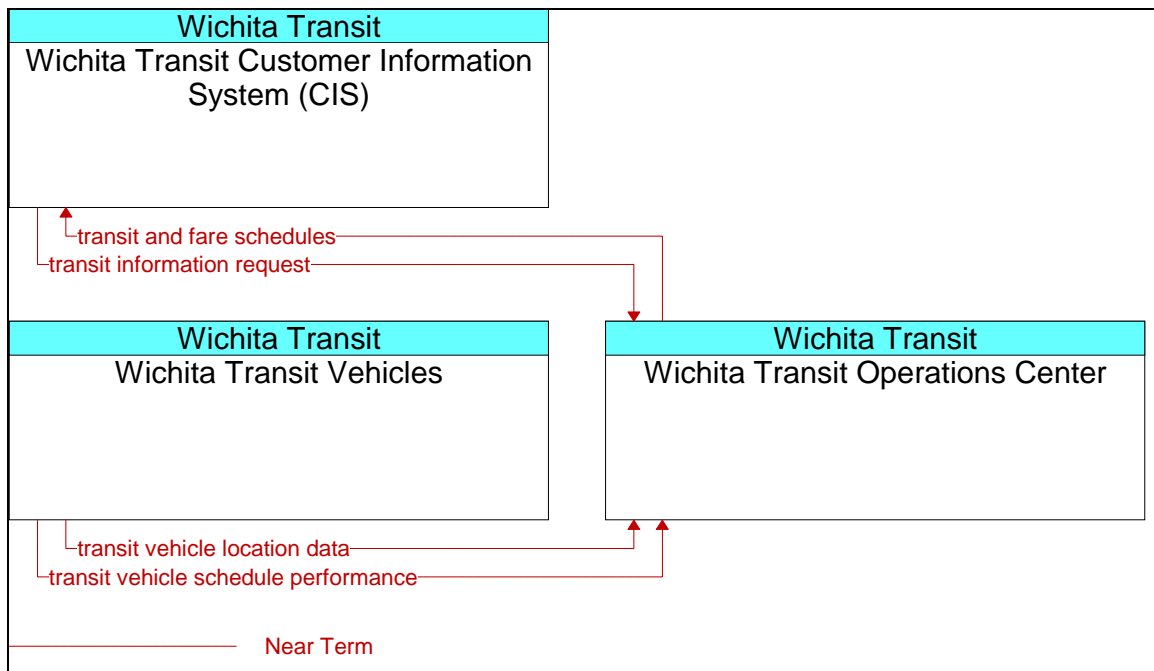 Wichita Transit
Wichita Transit Customer Information
System (CIS)
transit and fare schedules
transit information request
Wichita Transit
Wichita Transit Vehicles
Wichita Transit
Wichita Transit Operations Center
transit vehicle location data
transit vehicle schedule performance
Near Term